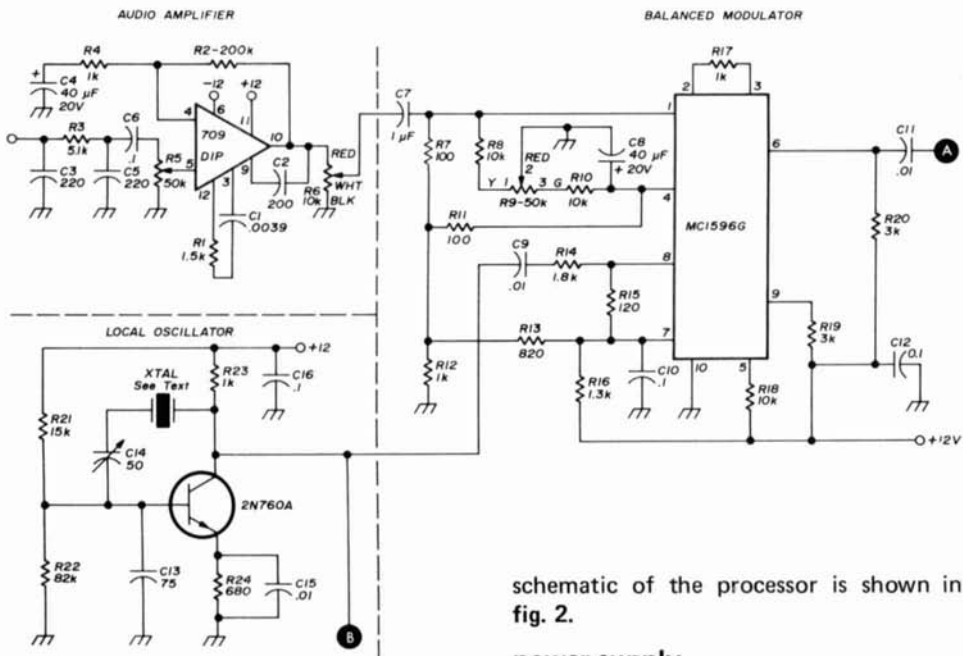 AUDIO AMPLIFIER
R4
1k
R2-200k
+
C4
40 µF
20V
-12
+12
4
6
11
709
DIP
10
R3
5.1k
C6
.1
R5
50k
5
12
3
9
C2
200
RED
WHT
BLK
R6
10k
C3
220
C5
220
C1
.0039
R1
1.5k
BALANCED MODULATOR
R17
1k
2
3
C7
1 µF
1
R7
100
R8
10k
RED
2
C8
40 µF
+ 20V
Y 1
3 G
R10
10k
R9-50k
4
R11
100
MC1596G
6
C11
.01
A
R20
3k
C9
.01
R14
1.8k
8
R15
120
9
R19
3k
R13
820
7
C12
0.1
R12
1k
R16
1.3k
C10
.1
10
5
R18
10k
+12V
LOCAL OSCILLATOR
+12
XTAL
See Text
R23
1k
C16
.1
R21
15k
C14
50
2N760A
R22
82k
C13
75
R24
680
C15
.01
B
schematic of the processor is shown in
fig. 2.